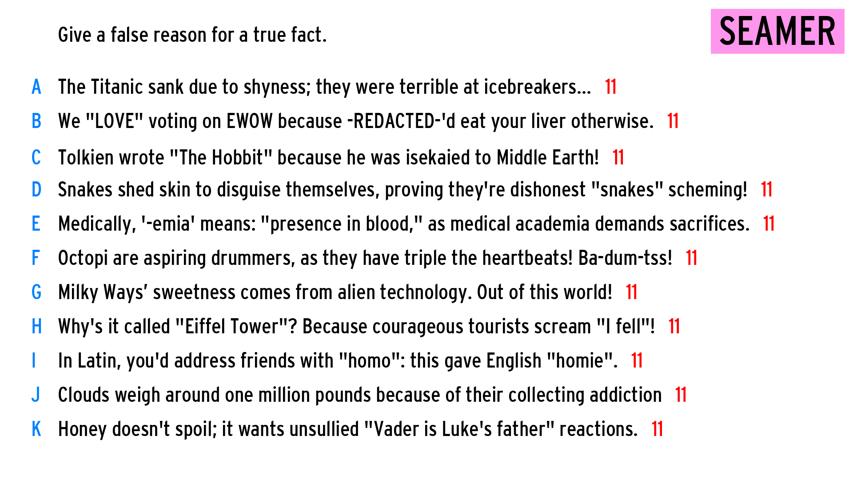 Give a false reason for a true fact.
SEAMER
A The Titanic sank due to shyness; they were terrible at icebreakers... 11
B We "LOVE" voting on EWOW because -REDACTED-'d eat your liver otherwise. 11
C Tolkien wrote "The Hobbit" because he was isekaied to Middle Earth! 11
D Snakes shed skin to disguise themselves, proving they're dishonest "snakes" scheming! 11
E Medically, '-emia' means: "presence in blood," as medical academia demands sacrifices. 11
F Octopi are aspiring drummers, as they have triple the heartbeats! Ba-dum-tss! 11
G Milky Ways’ sweetness comes from alien technology. Out of this world! 11
H Why's it called "Eiffel Tower"? Because courageous tourists scream "I fell"! 11
I In Latin, you'd address friends with "homo": this gave English "homie". 11
J Clouds weigh around one million pounds because of their collecting addiction 11
K Honey doesn't spoil; it wants unsullied "Vader is Luke's father" reactions. 11